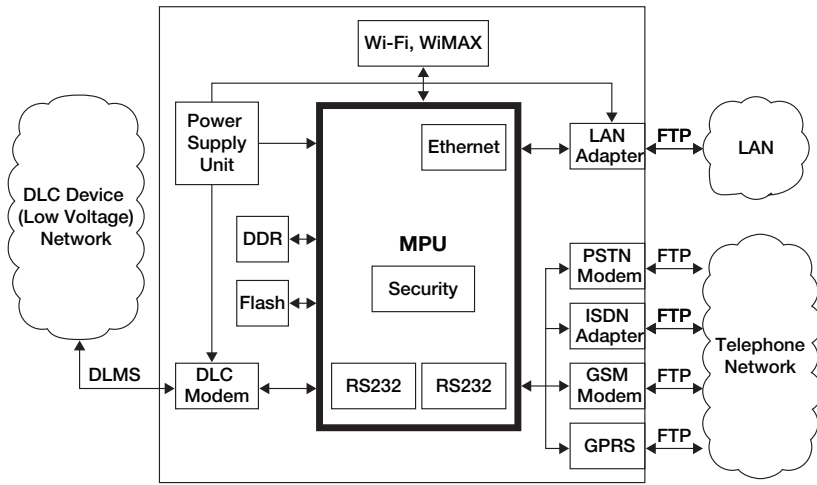 Wi-Fi, WiMAX
Power
Supply
Unit
Ethernet
LAN
Adapter
FTP
LAN
DLC Device
(Low Voltage)
Network
DDR
MPU
Flash
Security
PSTN
Modem
FTP
ISDN
Adapter
FTP
Telephone
Network
DLMS
DLC
Modem
RS232
RS232
GSM
Modem
FTP
GPRS
FTP